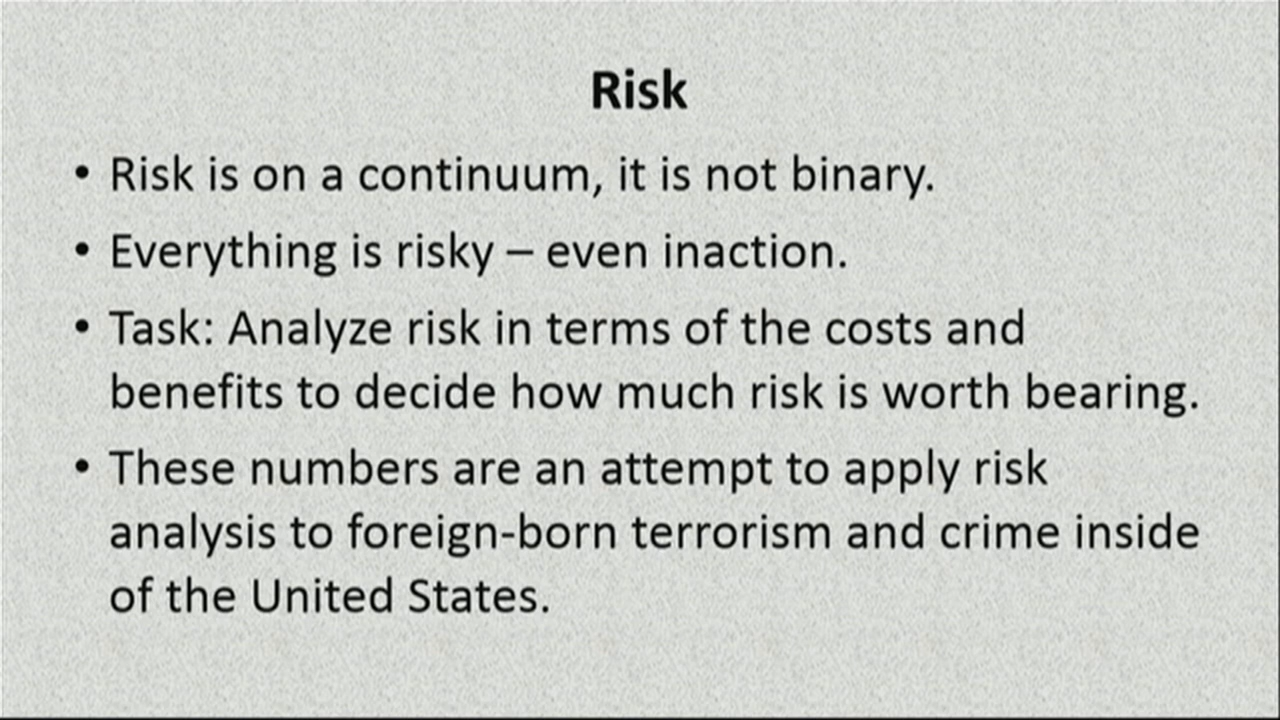 Risk
• Risk is on a continuum, it is not binary.
• Everything is risky – even inaction.
• Task: Analyze risk in terms of the costs and
benefits to decide how much risk is worth bearing.
• These numbers are an attempt to apply risk
analysis to foreign-born terrorism and crime inside
of the United States.